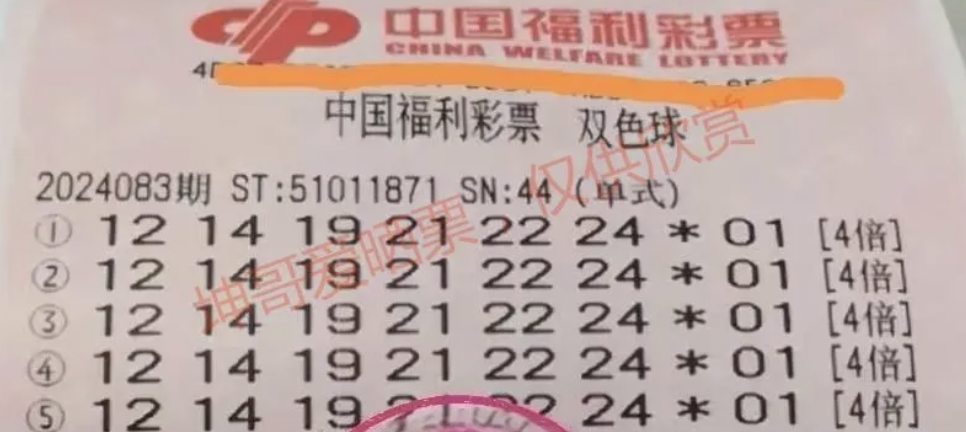 中国福利彩票
CHINA WELFARE LOTTERY
中国福利彩票 双色球
2024083期 ST:51011871 SN:44 (单式)
① 12 14 19 21 22 24 * 01 [4倍]
② 12 14 19 21 22 24 * 01 [4倍]
③ 12 14 19 21 22 24 * 01 [4倍]
④ 12 14 19 21 22 24 * 01 [4倍]
⑤ 12 14 19 21 22 24 * 01 [4倍]
坤哥爱晒票，仅供欣赏